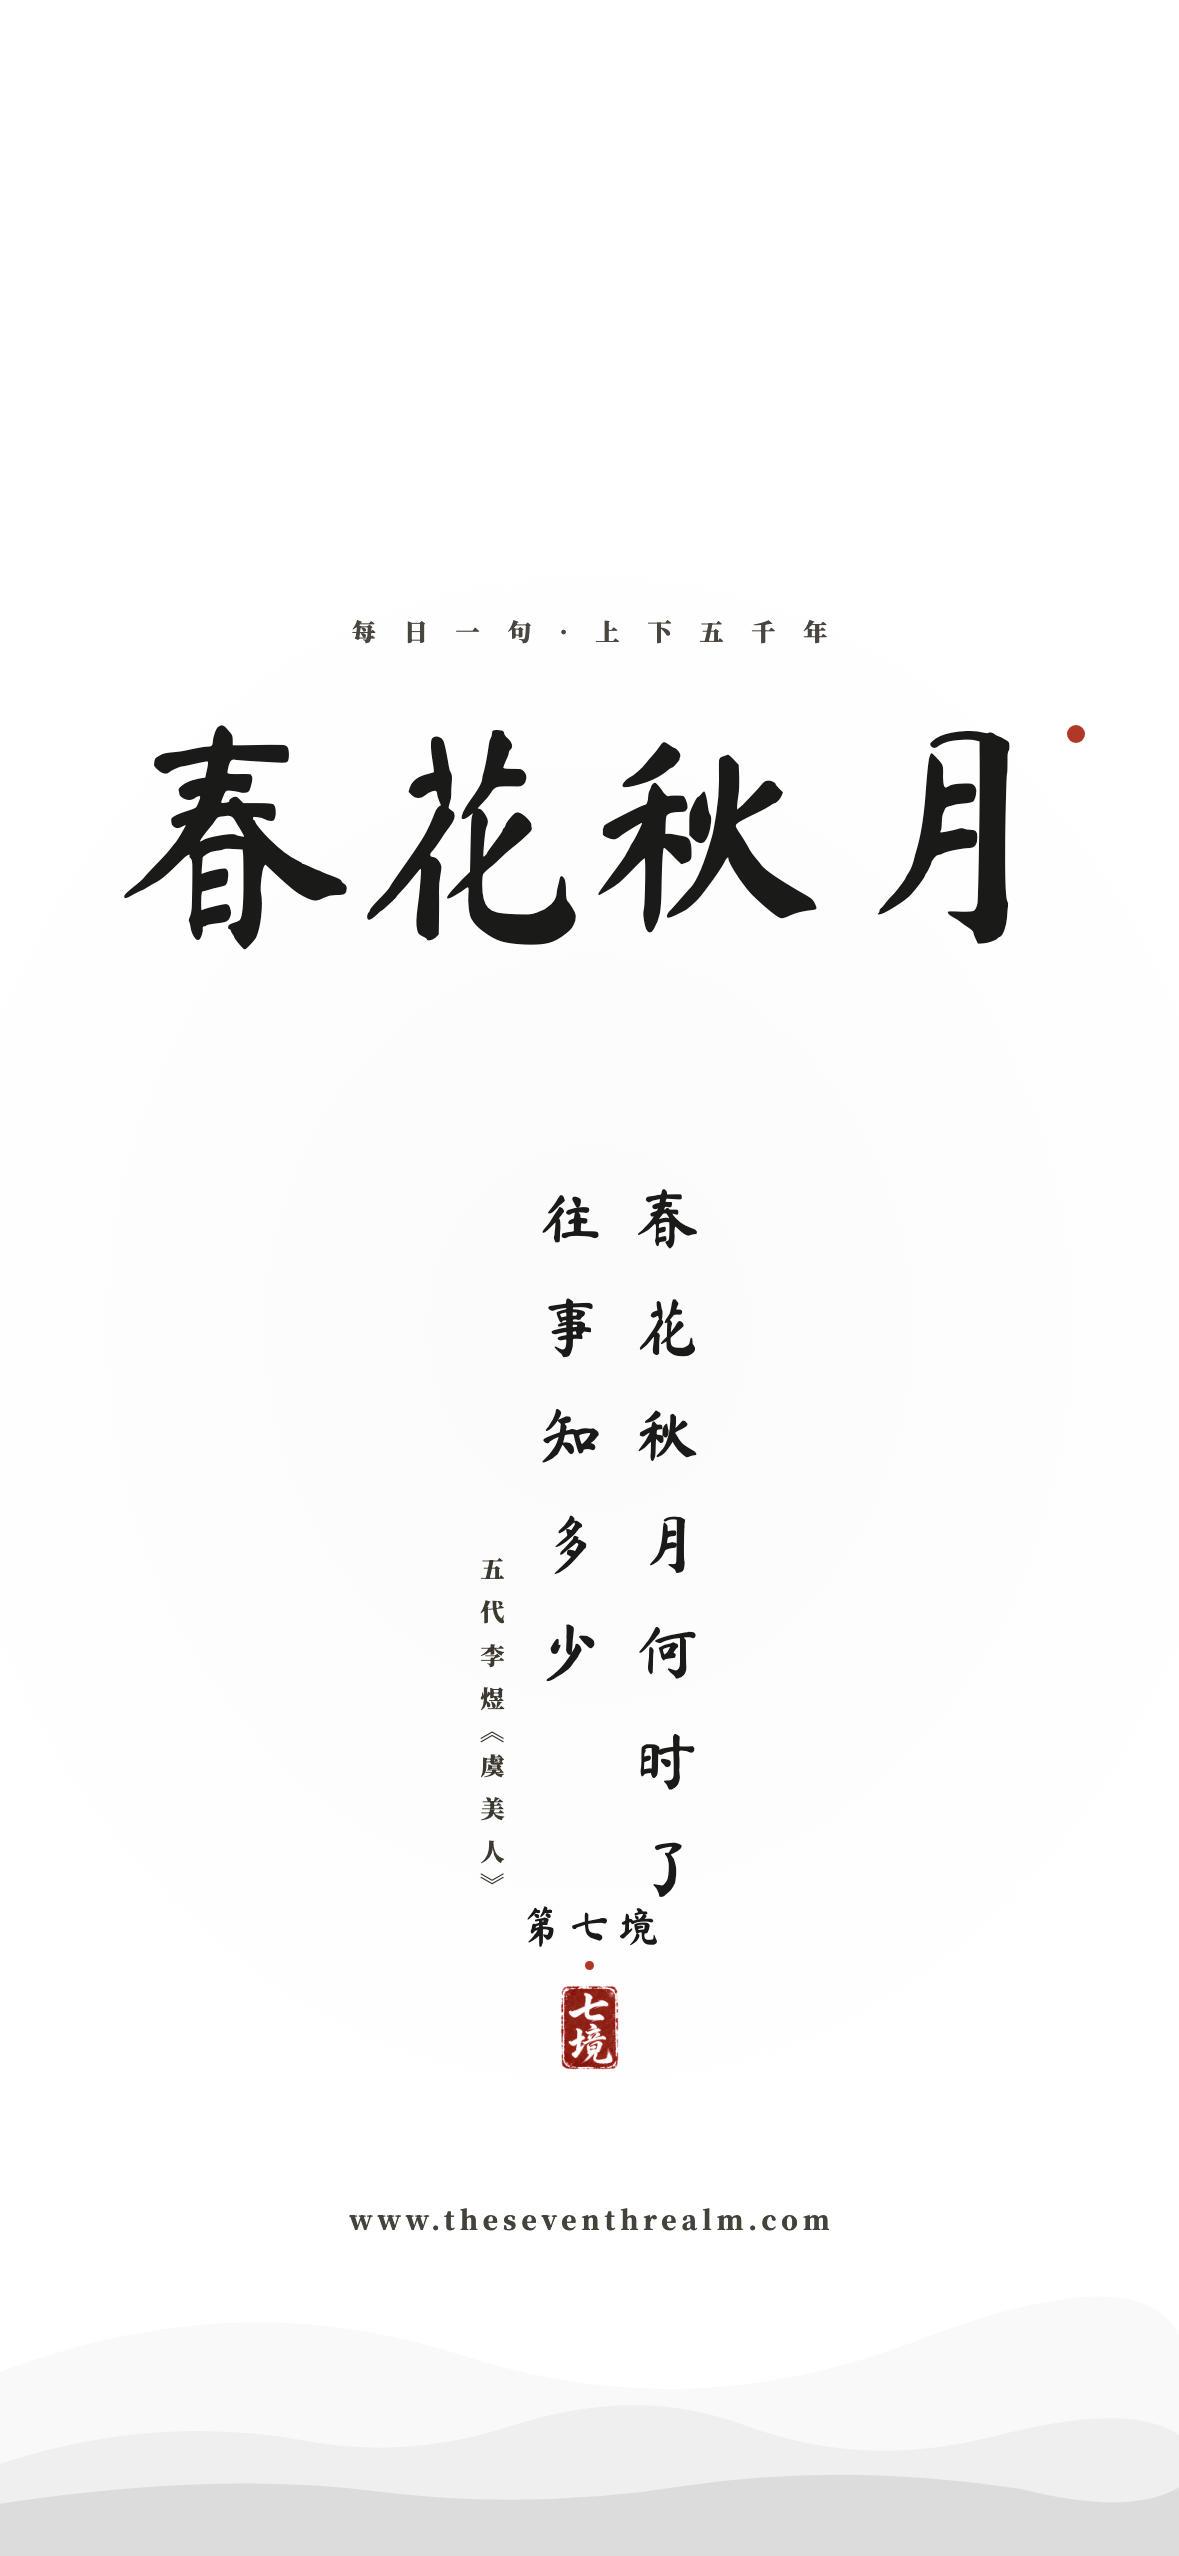 每日一句·上下五千年
春花秋月
春花秋月何时了
往事知多少
五代李煜《虞美人》
第七境
七境
www.theseventhrealm.com